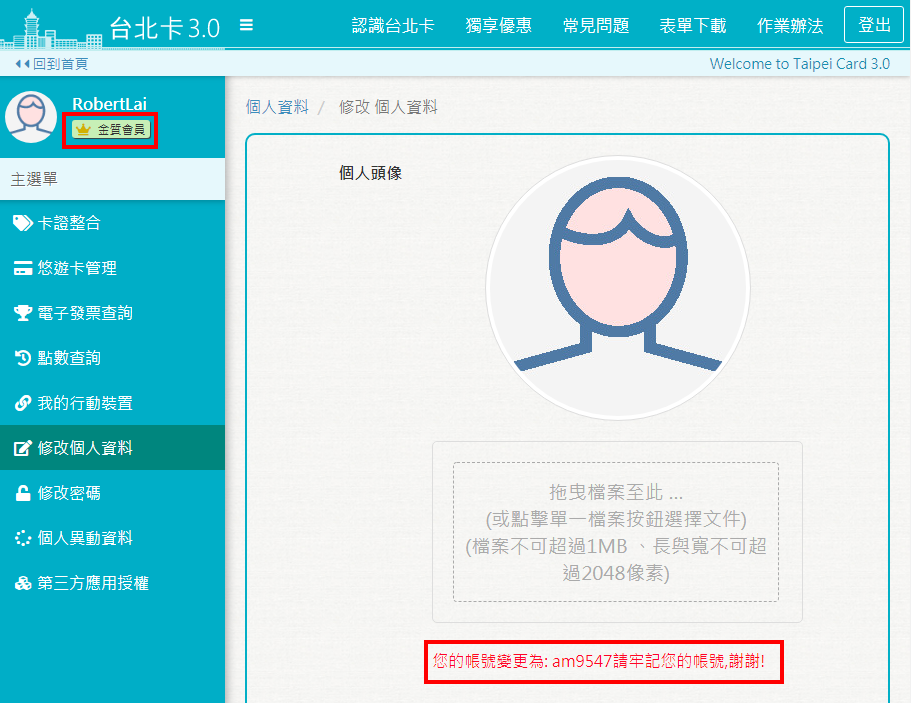 台北卡3.0
認識台北卡 獨享優惠 常見問題 表單下載 作業辦法 登出
回到首頁
Welcome to Taipei Card 3.0
RobertLai
金質會員
主選單
卡證整合
悠遊卡管理
電子發票查詢
點數查詢
我的行動裝置
修改個人資料
修改密碼
個人異動資料
第三方應用授權
個人資料 / 修改 個人資料
個人頭像
拖曳檔案至此 ...
(或點擊單一檔案按鈕選擇文件)
(檔案不可超過1MB 、長與寬不可超
過2048像素)
您的帳號變更為: am9547請牢記您的帳號,謝謝!